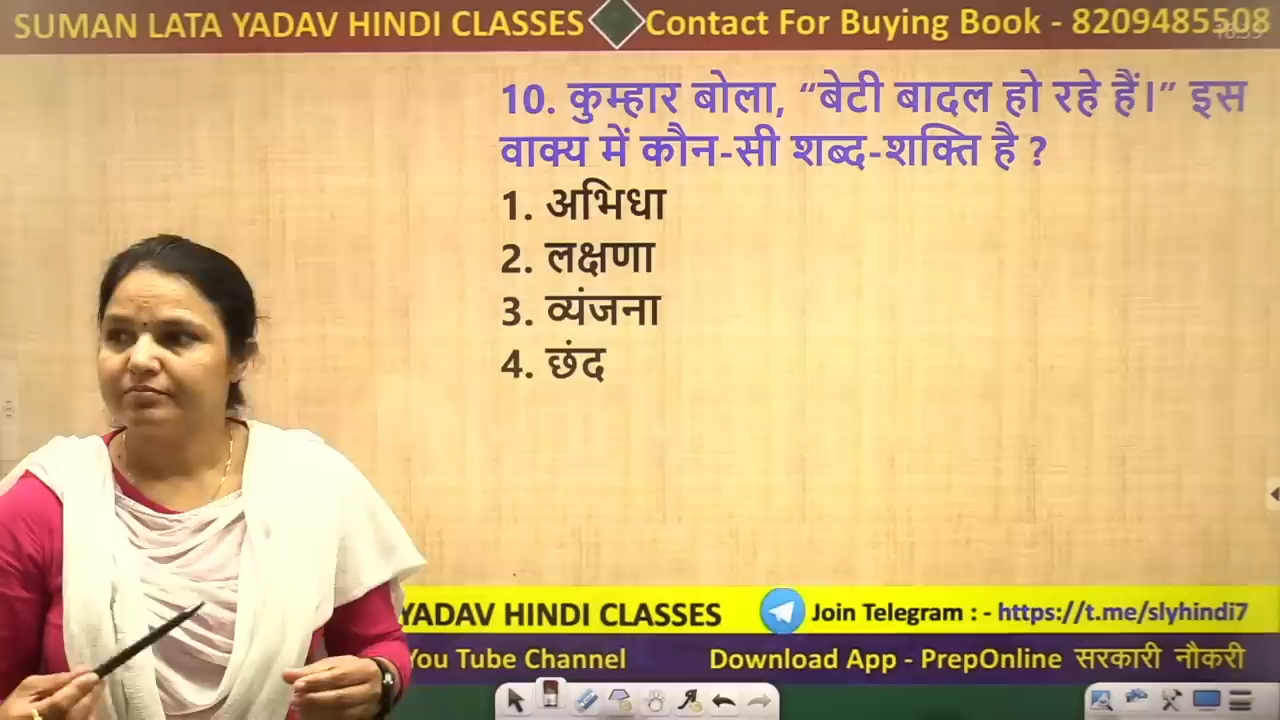 SUMAN LATA YADAV HINDI CLASSES Contact For Buying Book - 8209485508
10. कुम्हार बोला, “बेटी बादल हो रहे हैं।” इस
वाक्य में कौन-सी शब्द-शक्ति है ?
1. अभिधा
2. लक्षणा
3. व्यंजना
4. छंद
YADAV HINDI CLASSES Join Telegram : - https://t.me/slyhindi7
You Tube Channel Download App - PrepOnline सरकारी नौकरी